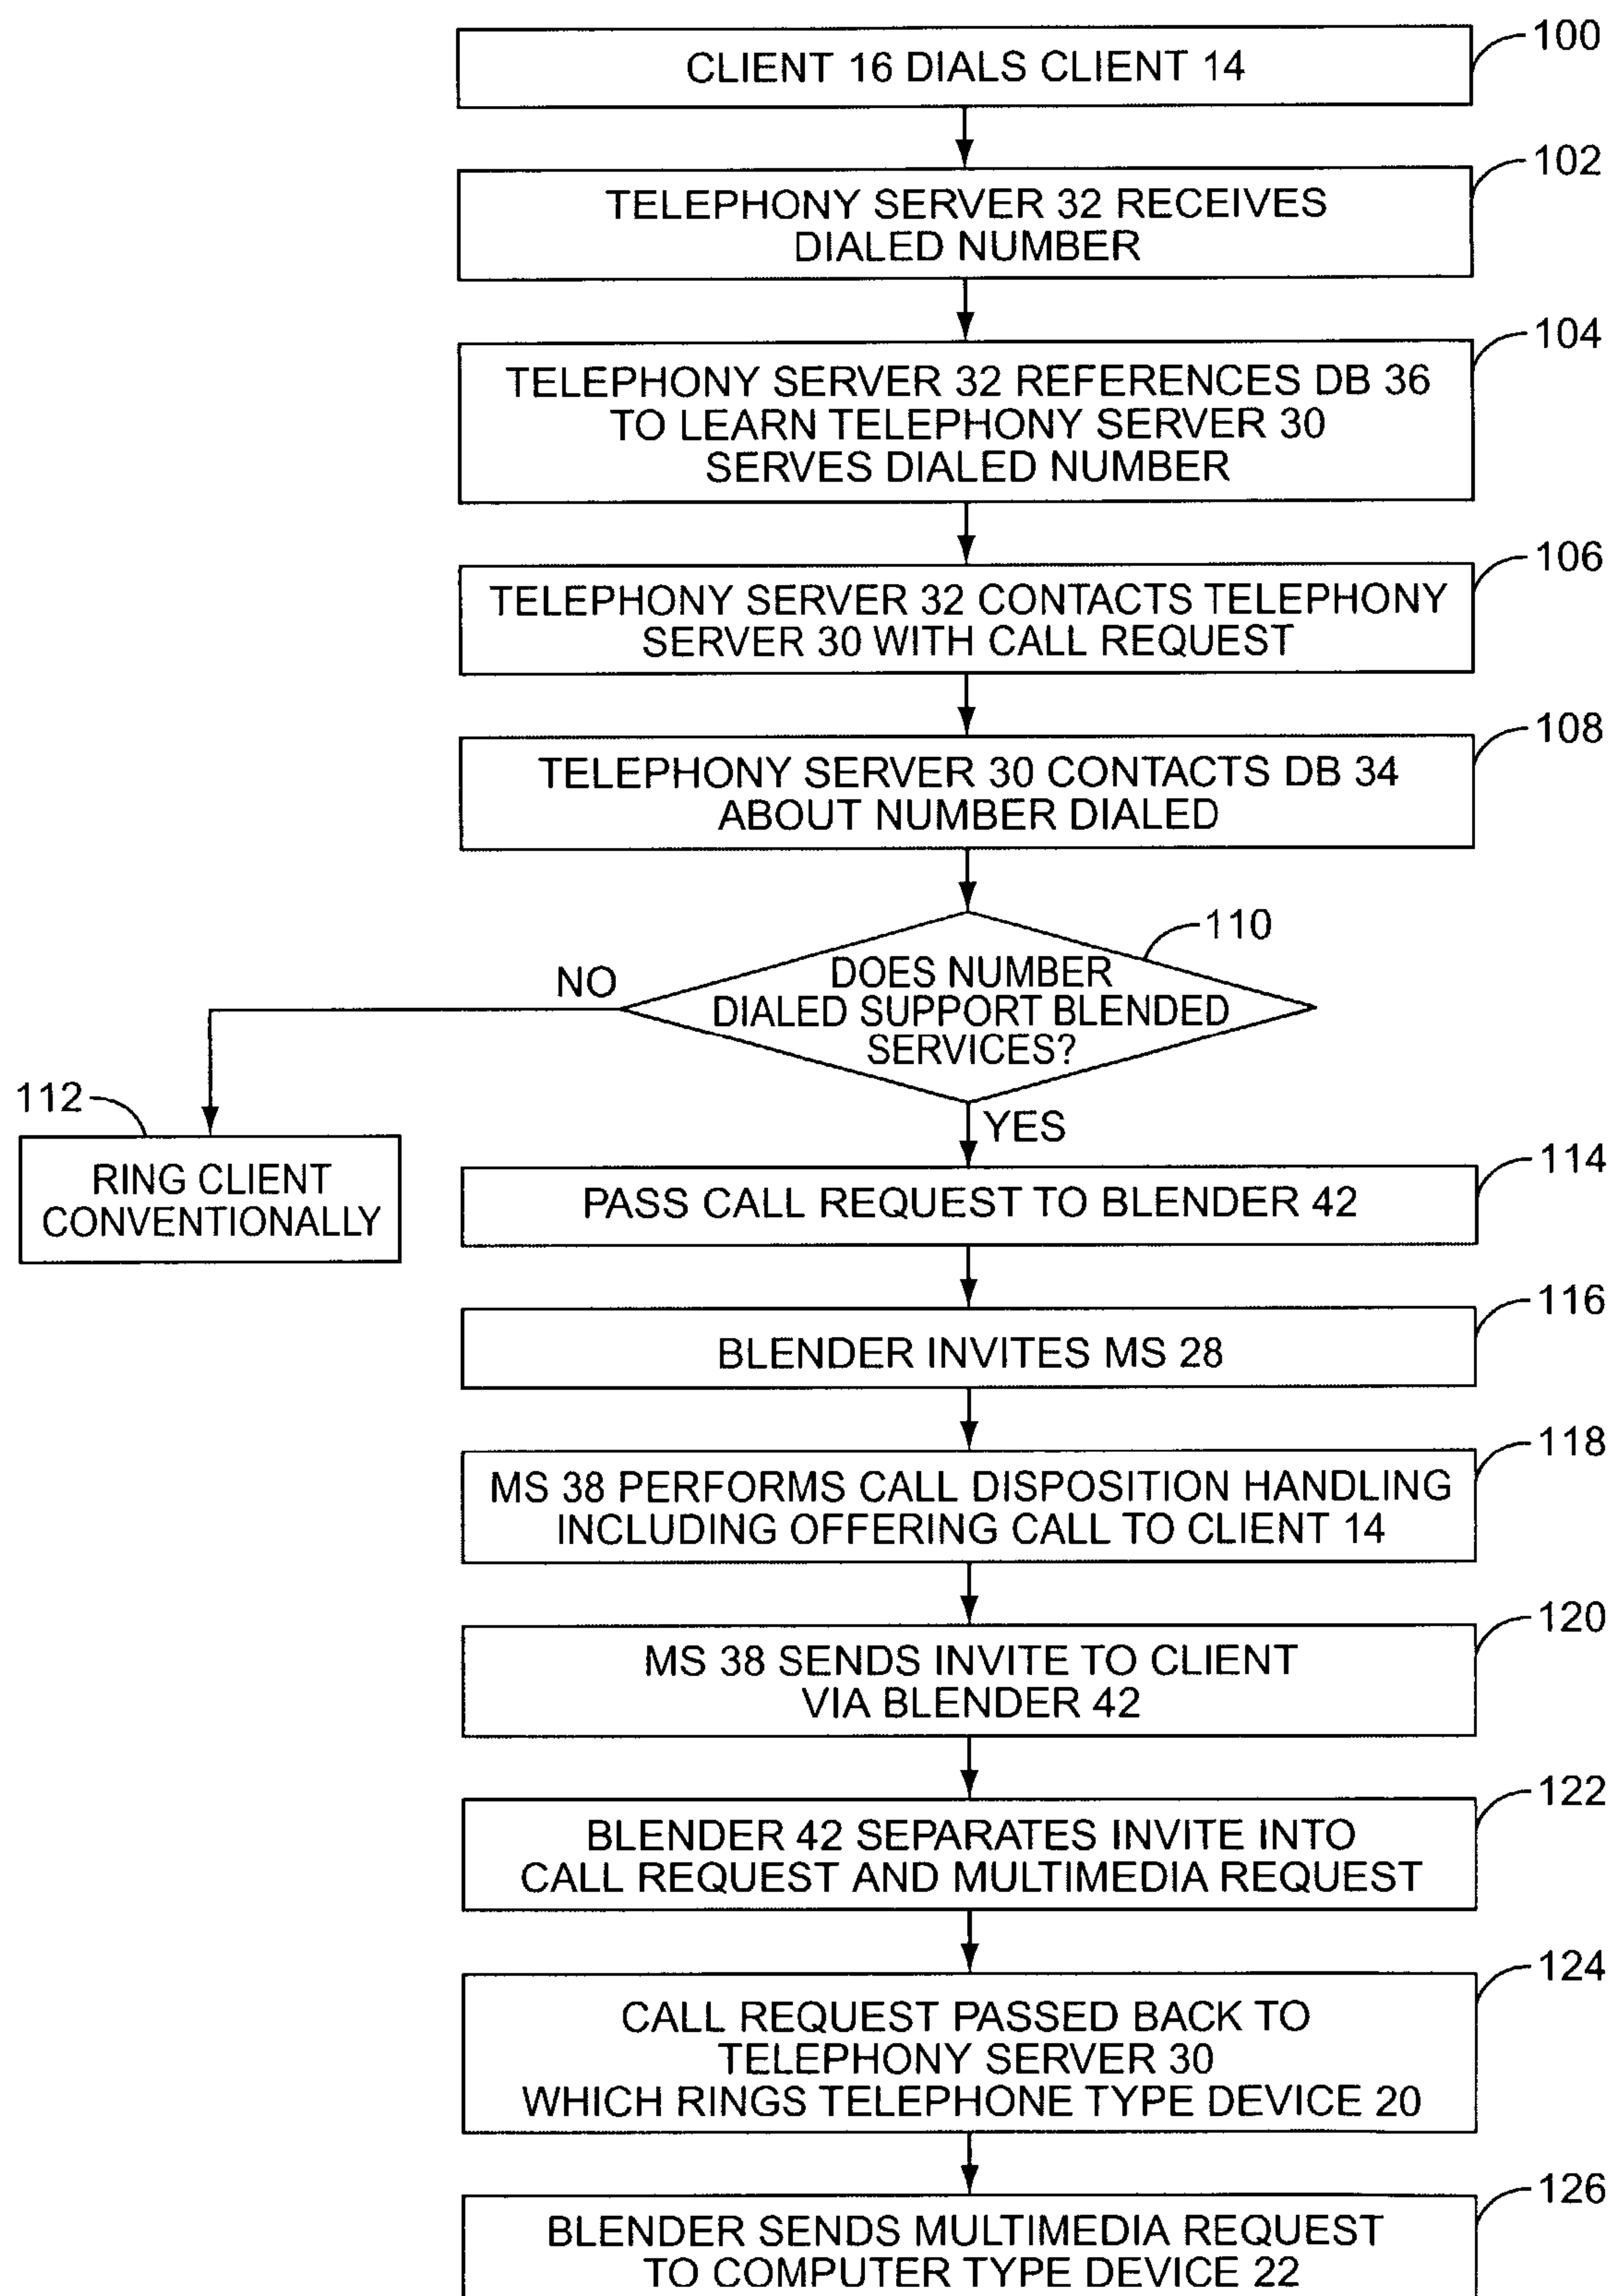 CLIENT 16 DIALS CLIENT 14
100
TELEPHONY SERVER 32 RECEIVES
DIALED NUMBER
102
TELEPHONY SERVER 32 REFERENCES DB 36
TO LEARN TELEPHONY SERVER 30
SERVES DIALED NUMBER
104
TELEPHONY SERVER 32 CONTACTS TELEPHONY
SERVER 30 WITH CALL REQUEST
106
TELEPHONY SERVER 30 CONTACTS DB 34
ABOUT NUMBER DIALED
108
DOES NUMBER
DIALED SUPPORT BLENDED
SERVICES?
110
NO
112
RING CLIENT
CONVENTIONALLY
YES
PASS CALL REQUEST TO BLENDER 42
114
BLENDER INVITES MS 28
116
MS 38 PERFORMS CALL DISPOSITION HANDLING
INCLUDING OFFERING CALL TO CLIENT 14
118
MS 38 SENDS INVITE TO CLIENT
VIA BLENDER 42
120
BLENDER 42 SEPARATES INVITE INTO
CALL REQUEST AND MULTIMEDIA REQUEST
122
CALL REQUEST PASSED BACK TO
TELEPHONY SERVER 30
WHICH RINGS TELEPHONE TYPE DEVICE 20
124
BLENDER SENDS MULTIMEDIA REQUEST
TO COMPUTER TYPE DEVICE 22
126